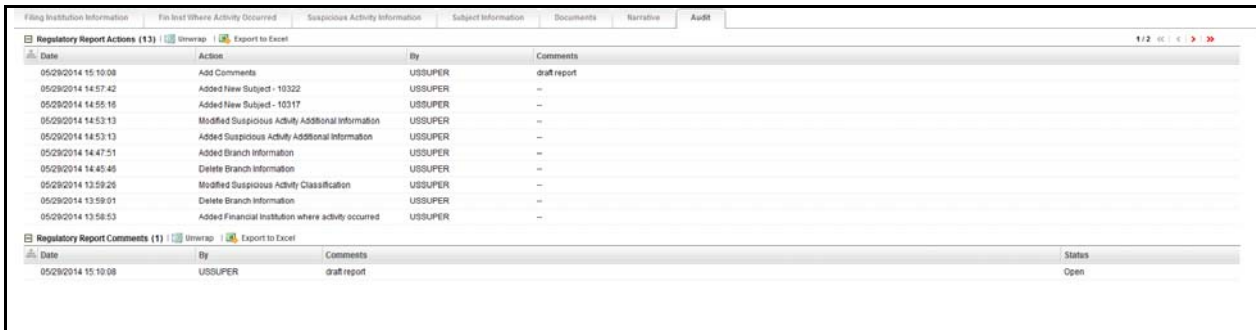 Filing Institution Information Fin Inst Where Activity Occurred Suspicious Activity Information Subject Information Documents Narrative Audit
Regulatory Report Actions (13) | Unwrap | Export to Excel 1/2
Date Action By Comments
05/29/2014 15:10:08 Add Comments USSUPER draft report
05/29/2014 14:57:42 Added New Subject - 10322 USSUPER --
05/29/2014 14:55:16 Added New Subject - 10317 USSUPER --
05/29/2014 14:53:13 Modified Suspicious Activity Additional Information USSUPER --
05/29/2014 14:53:13 Added Suspicious Activity Additional Information USSUPER --
05/29/2014 14:47:51 Added Branch Information USSUPER --
05/29/2014 14:45:46 Delete Branch Information USSUPER --
05/29/2014 13:59:26 Modified Suspicious Activity Classification USSUPER --
05/29/2014 13:59:01 Delete Branch Information USSUPER --
05/29/2014 13:58:53 Added Financial Institution where activity occurred USSUPER --
Regulatory Report Comments (1) | Unwrap | Export to Excel
Date By Comments Status
05/29/2014 15:10:08 USSUPER draft report Open